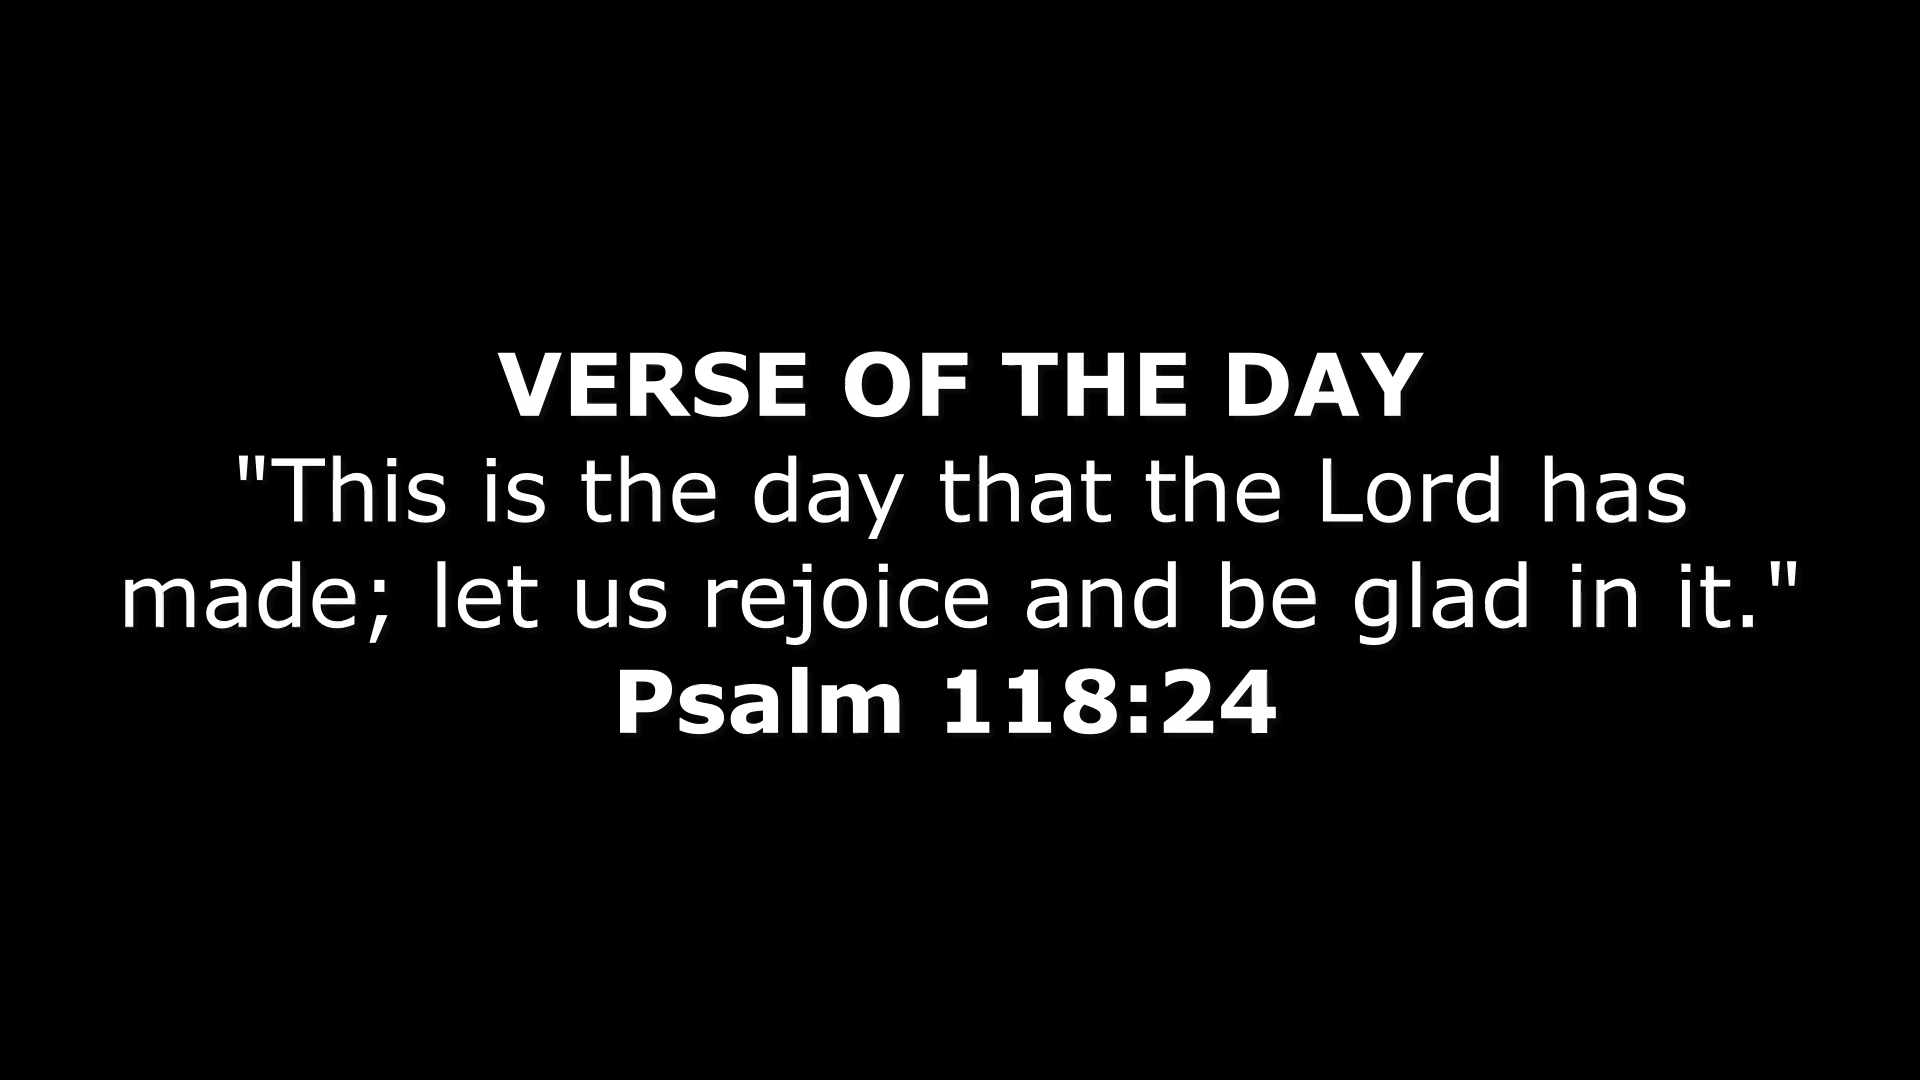 VERSE OF THE DAY
"This is the day that the Lord has
made; let us rejoice and be glad in it."
Psalm 118:24